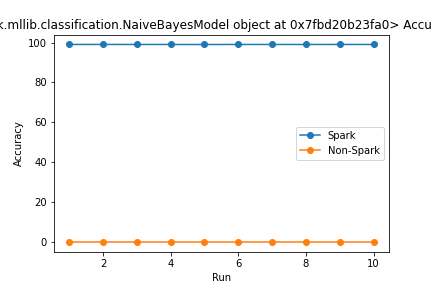 k.mllib.classification.NaiveBayesModel object at 0x7fbd20b23fa0> Accu
100
80
60
40
20
0
Accuracy
Spark
Non-Spark
2 4 6 8 10
Run